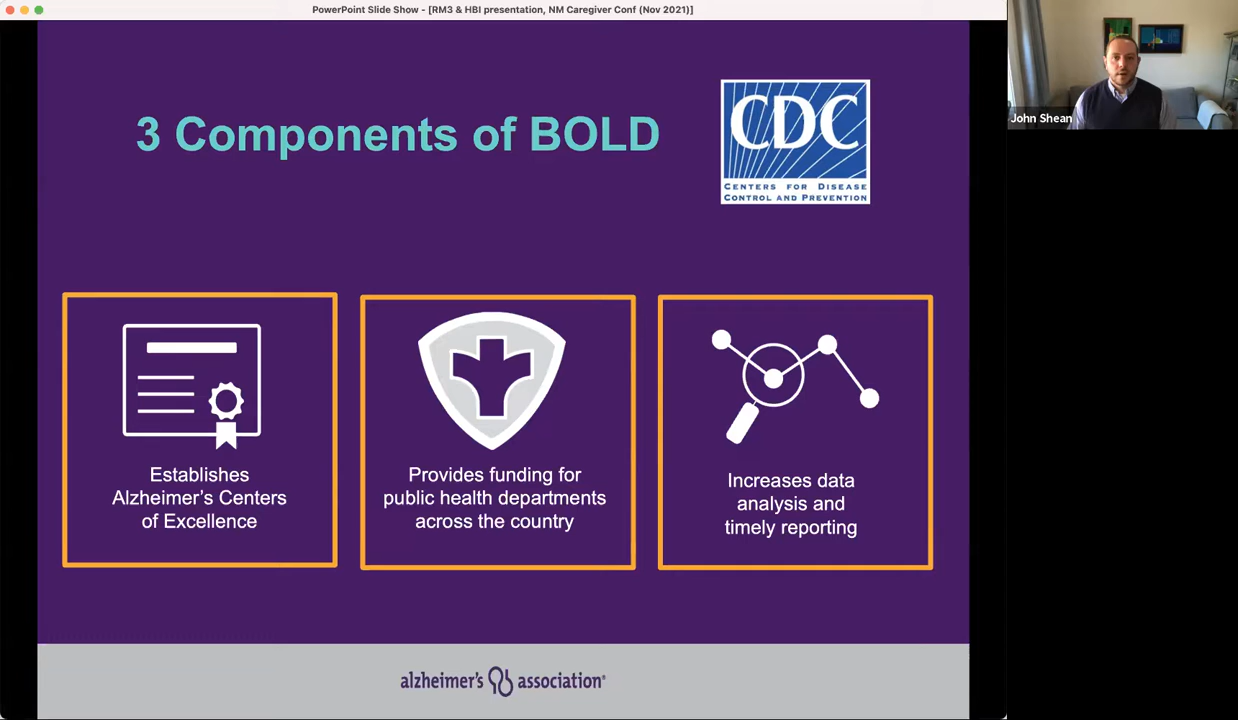 PowerPoint Slide Show - [RM3 & HBI presentation, NM Caregiver Conf (Nov 2021)]
3 Components of BOLD
CDC
CENTERS FOR DISEASE
CONTROL AND PREVENTION
John Shean
Establishes
Alzheimer's Centers
of Excellence
Provides funding for
public health departments
across the country
Increases data
analysis and
timely reporting
alzheimer's association®